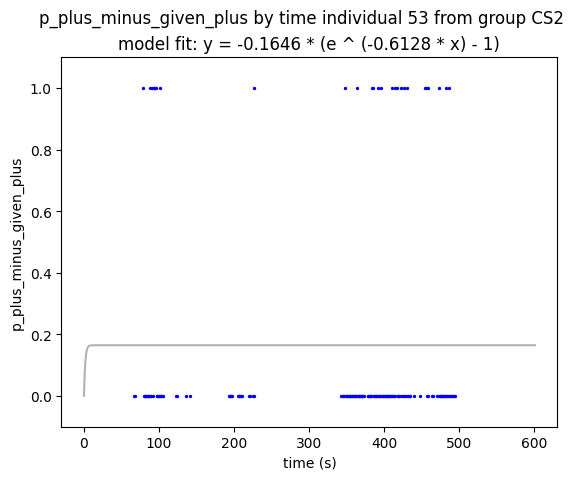 p_plus_minus_given_plus by time individual 53 from group CS2
model fit: y = -0.1646 * (e ^ (-0.6128 * x) - 1)
1.0
0.8
0.6
0.4
0.2
0.0
p_plus_minus_given_plus
0 100 200 300 400 500 600
time (s)